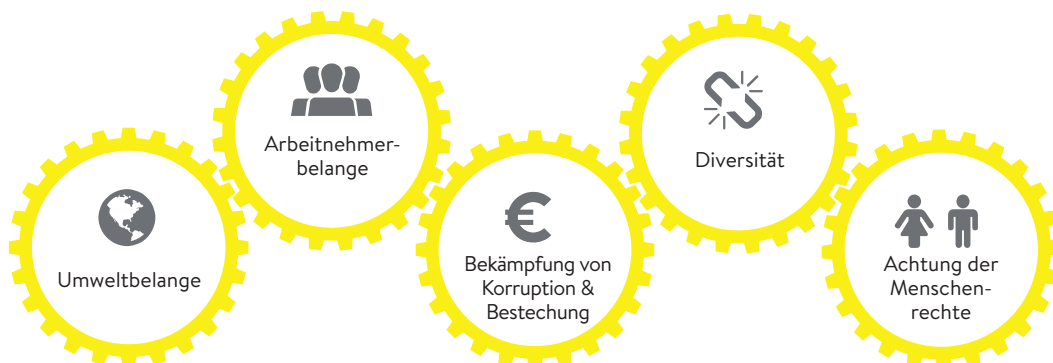 Umweltbelange
Arbeitnehmer-
belange
€
Bekämpfung von
Korruption &
Bestechung
Diversität
Achtung der
Menschen-
rechte